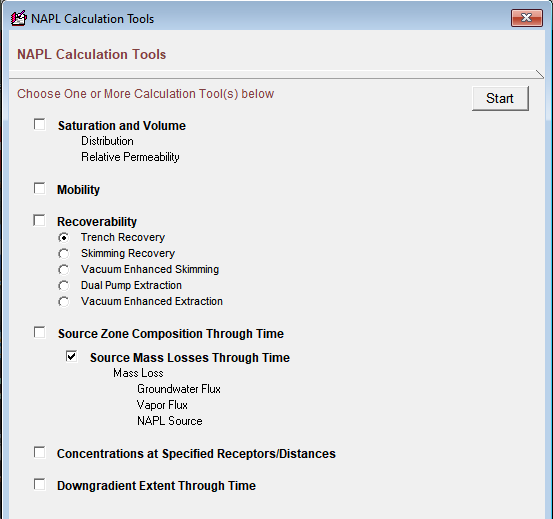 NAPL Calculation Tools
NAPL Calculation Tools
Choose One or More Calculation Tool(s) below
Start
Saturation and Volume
Distribution
Relative Permeability
Mobility
Recoverability
Trench Recovery
Skimming Recovery
Vacuum Enhanced Skimming
Dual Pump Extraction
Vacuum Enhanced Extraction
Source Zone Composition Through Time
Source Mass Losses Through Time
Mass Loss
Groundwater Flux
Vapor Flux
NAPL Source
Concentrations at Specified Receptors/Distances
Downgradient Extent Through Time